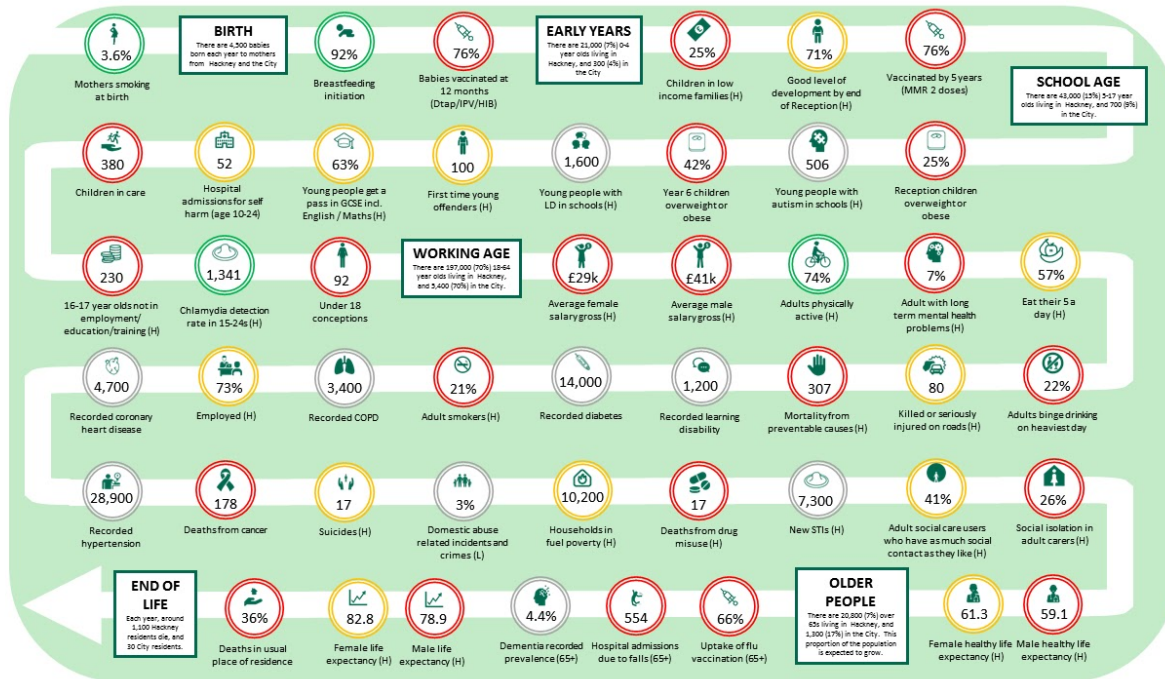 3.6%
Mothers smoking
at birth
BIRTH
There are 4,500 babies
born each year to mothers
from Hackney and the City
92%
Breastfeeding
initiation
76%
Babies vaccinated at
12 months
(Dtap/IPV/HIB)
EARLY YEARS
There are 21,000 (7%) 0-4
year olds living in
Hackney, and 300 (4%) in
the City
25%
Children in low
income families (H)
71%
Good level of
development by end
of Reception (H)
76%
Vaccinated by 5 years
(MMR 2 doses)
SCHOOL AGE
There are 43,000 (15%) 5-17 year
olds living in Hackney, and 700 (9%)
in the City.
380
Children in care
52
Hospital
admissions for self
harm (age 10-24)
63%
Young people get a
pass in GCSE incl.
English / Maths (H)
100
First time young
offenders (H)
1,600
Young people with
LD in schools (H)
42%
Year 6 children
overweight or
obese
506
Young people with
autism in schools (H)
25%
Reception children
overweight or
obese
230
16-17 year olds not in
employment/
education/training (H)
1,341
Chlamydia detection
rate in 15-24s (H)
92
Under 18
conceptions
WORKING AGE
There are 197,000 (70%) 18-64
year olds living in Hackney,
and 5,400 (70%) in the City.
£29k
Average female
salary gross (H)
£41k
Average male
salary gross (H)
74%
Adults physically
active (H)
7%
Adult with long
term mental health
problems (H)
57%
Eat their 5 a
day (H)
4,700
Recorded coronary
heart disease
73%
Employed (H)
3,400
Recorded COPD
21%
Adult smokers (H)
14,000
Recorded diabetes
1,200
Recorded learning
disability
307
Mortality from
preventable causes (H)
80
Killed or seriously
injured on roads (H)
22%
Adults binge drinking
on heaviest day
28,900
Recorded
hypertension
178
Deaths from cancer
17
Suicides (H)
3%
Domestic abuse
related incidents and
crimes (L)
10,200
Households in
fuel poverty (H)
17
Deaths from drug
misuse (H)
7,300
New STIs (H)
41%
Adult social care users
who have as much social
contact as they like (H)
26%
Social isolation in
adult carers (H)
END OF
LIFE
Each year, around
1,100 Hackney
residents die, and
30 City residents.
36%
Deaths in usual
place of residence
82.8
Female life
expectancy (H)
78.9
Male life
expectancy (H)
4.4%
Dementia recorded
prevalence (65+)
554
Hospital admissions
due to falls (65+)
66%
Uptake of flu
vaccination (65+)
OLDER
PEOPLE
There are 20,800 (7%) over
65s living in Hackney, and
1,300 (17%) in the City. This
proportion of the population
is expected to grow.
61.3
Female healthy life
expectancy (H)
59.1
Male healthy life
expectancy (H)